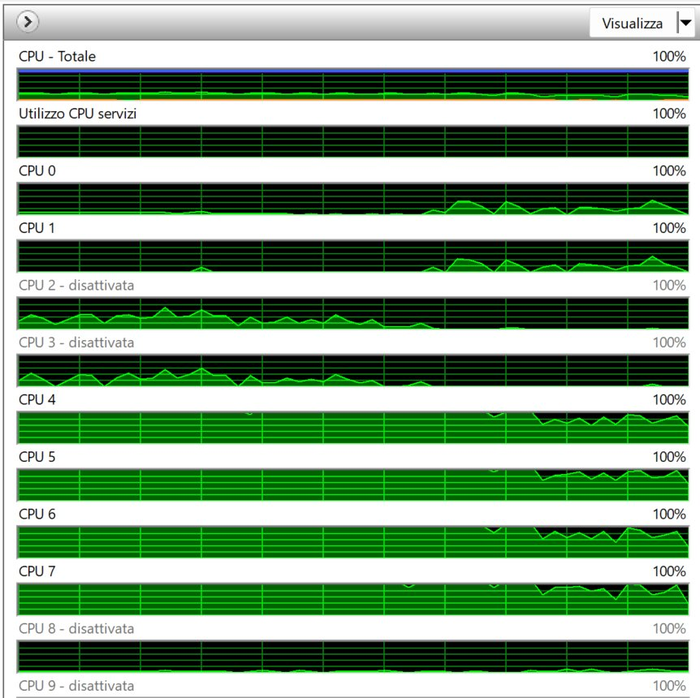 Visualizza
CPU - Totale 100%
Utilizzo CPU servizi 100%
CPU 0 100%
CPU 1 100%
CPU 2 - disattivata 100%
CPU 3 - disattivata 100%
CPU 4 100%
CPU 5 100%
CPU 6 100%
CPU 7 100%
CPU 8 - disattivata 100%
CPU 9 - disattivata 100%